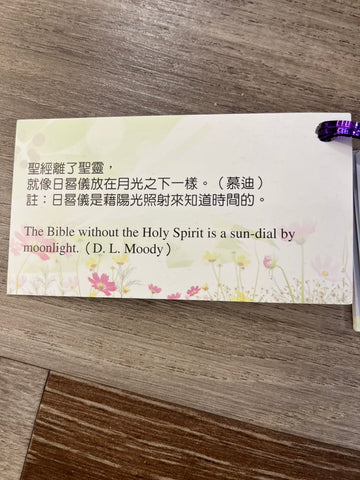 聖經離了聖靈，
就像日晷儀放在月光之下一樣。（慕迪）
註：日晷儀是藉陽光照射來知道時間的。
The Bible without the Holy Spirit is a sun-dial by
moonlight.（D. L. Moody）